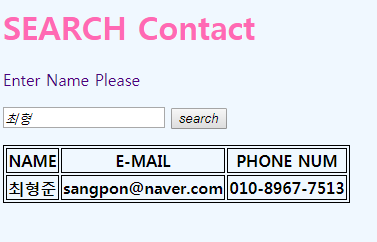 SEARCH Contact
Enter Name Please
최형 search
NAME E-MAIL PHONE NUM
최형준 sangpon@naver.com 010-8967-7513